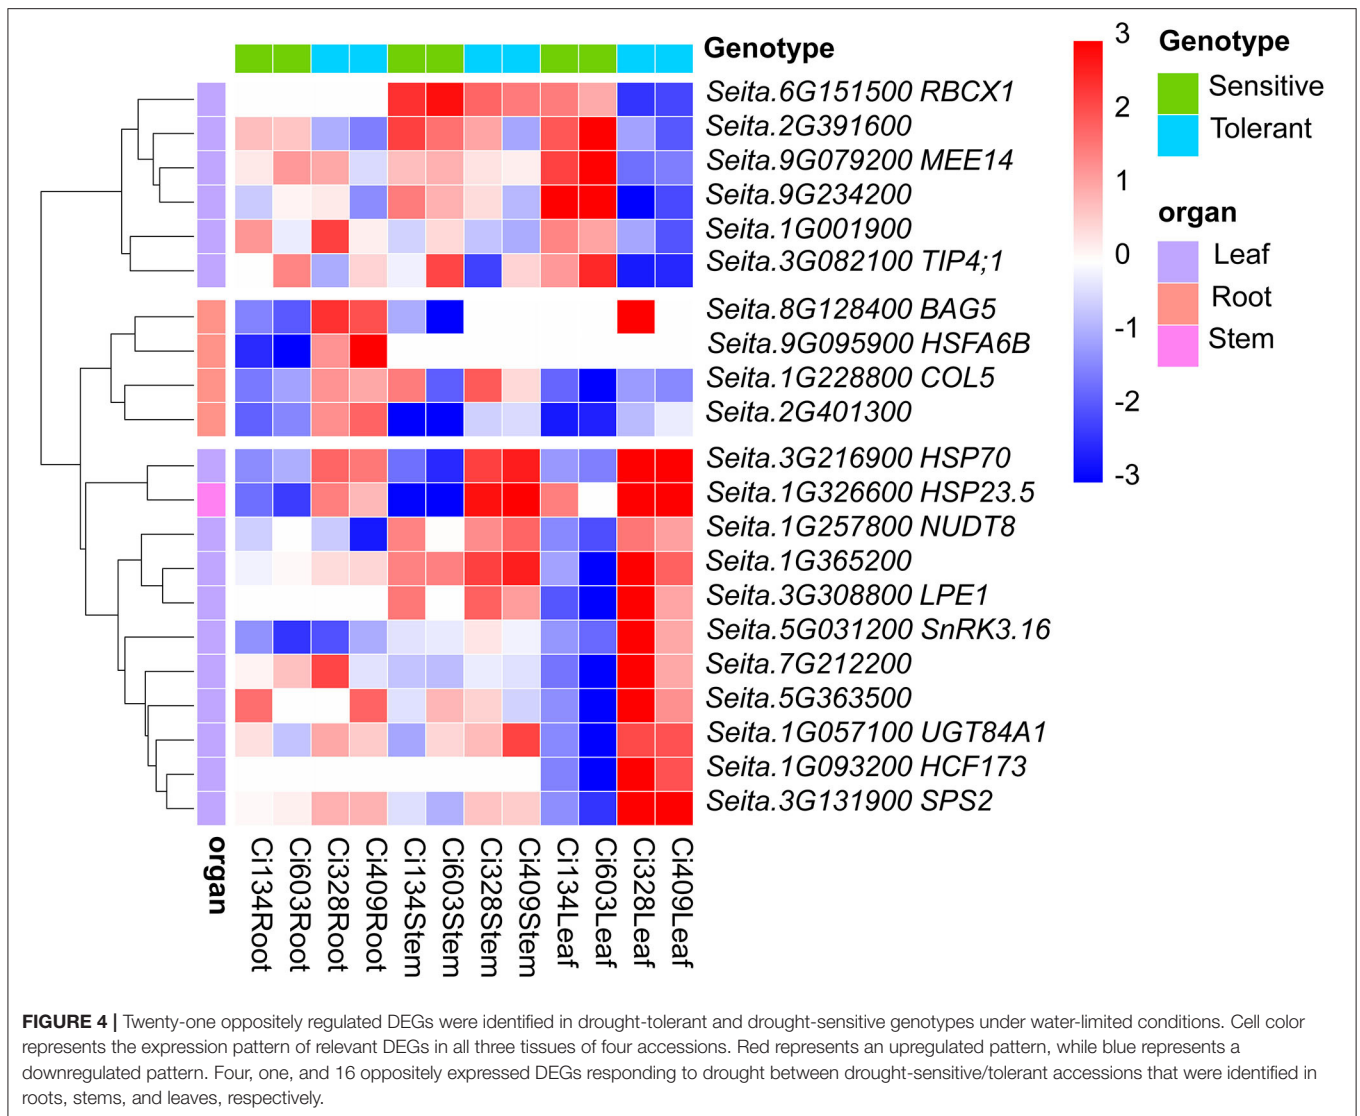 Genotype
Seita.6G151500 RBCX1
Seita.2G391600
Seita.9G079200 MEE14
Seita.9G234200
Seita.1G001900
Seita.3G082100 TIP4;1
Seita.8G128400 BAG5
Seita.9G095900 HSFA6B
Seita.1G228800 COL5
Seita.2G401300
Seita.3G216900 HSP70
Seita.1G326600 HSP23.5
Seita.1G257800 NUDT8
Seita.1G365200
Seita.3G308800 LPE1
Seita.5G031200 SnRK3.16
Seita.7G212200
Seita.5G363500
Seita.1G057100 UGT84A1
Seita.1G093200 HCF173
Seita.3G131900 SPS2
3
2
1
0
-1
-2
-3
Genotype
Sensitive
Tolerant
organ
Leaf
Root
Stem
organ
Ci134Root
Ci603Root
Ci328Root
Ci409Root
Ci134Stem
Ci603Stem
Ci328Stem
Ci409Stem
Ci134Leaf
Ci603Leaf
Ci328Leaf
Ci409Leaf
FIGURE 4 | Twenty-one oppositely regulated DEGs were identified in drought-tolerant and drought-sensitive genotypes under water-limited conditions. Cell color
represents the expression pattern of relevant DEGs in all three tissues of four accessions. Red represents an upregulated pattern, while blue represents a
downregulated pattern. Four, one, and 16 oppositely expressed DEGs responding to drought between drought-sensitive/tolerant accessions that were identified in
roots, stems, and leaves, respectively.